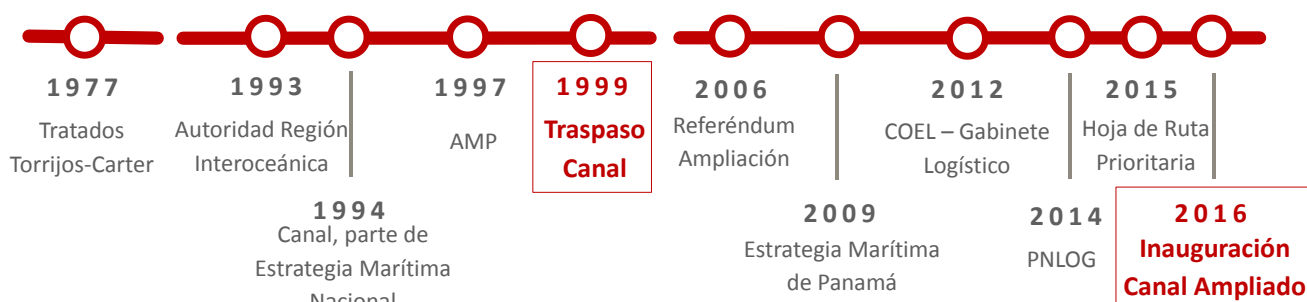 1977
Tratados
Torrijos-Carter
1993
Autoridad Región
Interoceánica
1994
Canal, parte de
Estrategia Marítima
Nacional
1997
AMP
1999
Traspaso
Canal
2006
Referéndum
Ampliación
2009
Estrategia Marítima
de Panamá
2012
COEL – Gabinete
Logístico
2014
PNLOG
2015
Hoja de Ruta
Prioritaria
2016
Inauguración
Canal Ampliado